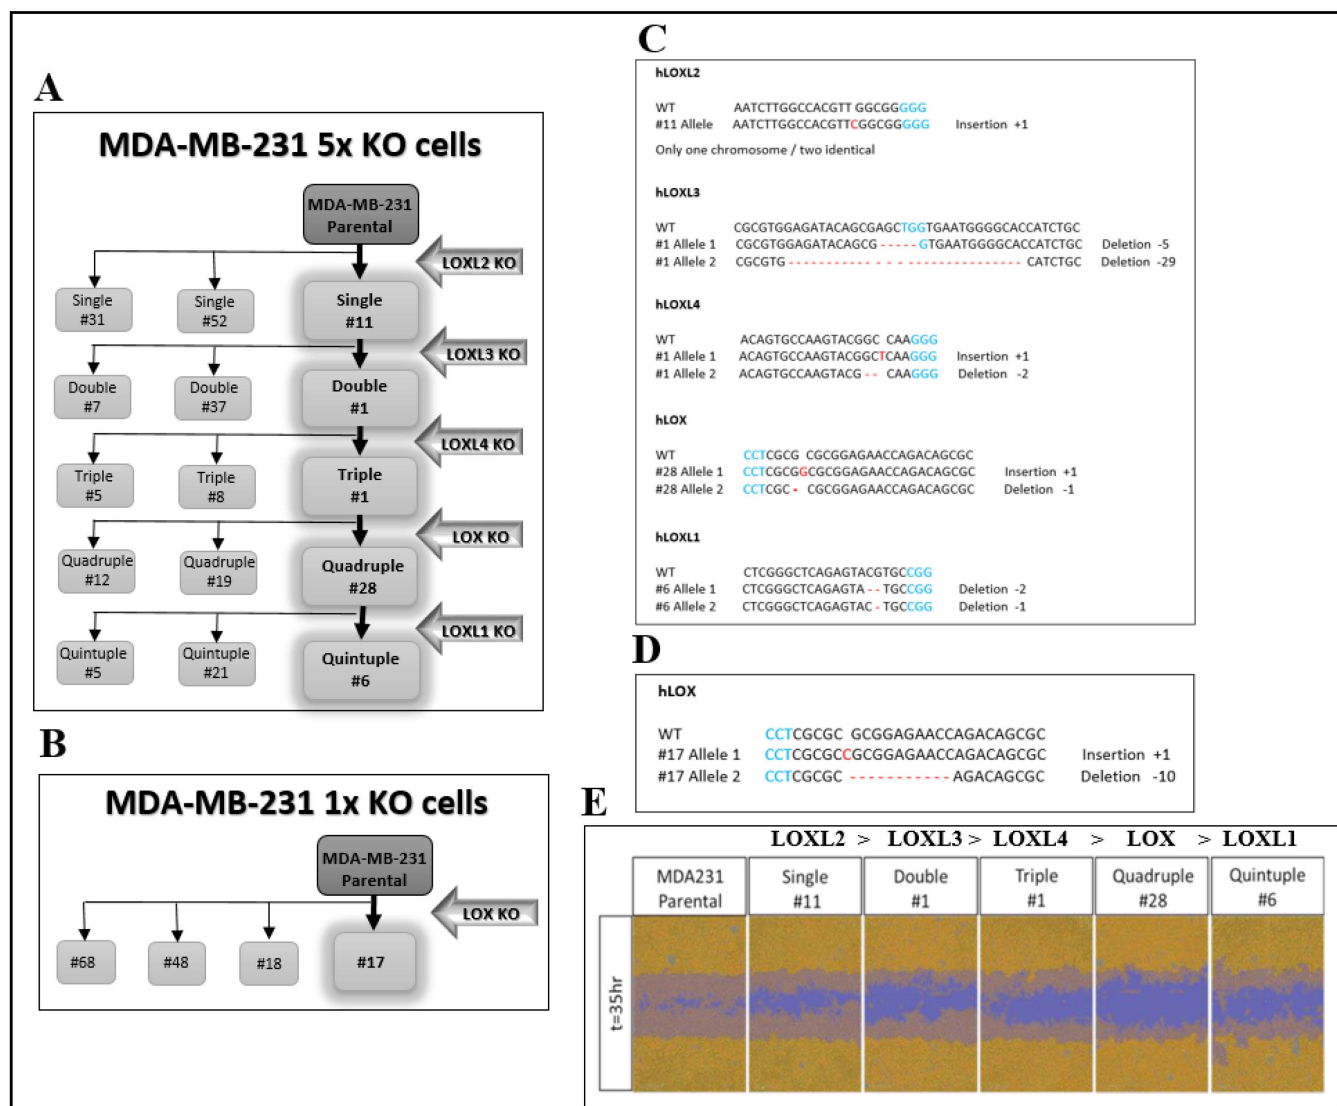 A
MDA-MB-231 5x KO cells
MDA-MB-231
Parental
LOXL2 KO
Single
#31
Single
#52
Single
#11
LOXL3 KO
Double
#7
Double
#37
Double
#1
LOXL4 KO
Triple
#5
Triple
#8
Triple
#1
LOX KO
Quadruple
#12
Quadruple
#19
Quadruple
#28
LOXL1 KO
Quintuple
#5
Quintuple
#21
Quintuple
#6
B
MDA-MB-231 1x KO cells
MDA-MB-231
Parental
LOX KO
#68
#48
#18
#17
C
hLOXL2
WT AATCTTGGCCACGTT GGCGGGGG
#11 Allele AATCTTGGCCACGTTCGGCGGGGG Insertion +1
Only one chromosome / two identical
hLOXL3
WT CGCGTGGAGATACAGCGAGCTGGTGAATGGGGCACCATCTGC
#1 Allele 1 CGCGTGGAGATACAGCG-----GTGAATGGGGCACCATCTGC Deletion -5
#1 Allele 2 CGCGTG-----------------------------CATCTGC Deletion -29
hLOXL4
WT ACAGTGCCAAGTACGGC CAAGGG
#1 Allele 1 ACAGTGCCAAGTACGGCTCAAGGG Insertion +1
#1 Allele 2 ACAGTGCCAAGTACG-- CAAGGG Deletion -2
hLOX
WT CCTCGCG CGCGGAGAACCAGACAGCGC
#28 Allele 1 CCTCGCGGCGCGGAGAACCAGACAGCGC Insertion +1
#28 Allele 2 CCTCGC- CGCGGAGAACCAGACAGCGC Deletion -1
hLOXL1
WT CTCGGGCTCAGAGTACGTGCCGG
#6 Allele 1 CTCGGGCTCAGAGTA--TGCCGG Deletion -2
#6 Allele 2 CTCGGGCTCAGAGTAC-TGCCGG Deletion -1
D
hLOX
WT CCTCGCGC GCGGAGAACCAGACAGCGC
#17 Allele 1 CCTCGCGCCGCGGAGAACCAGACAGCGC Insertion +1
#17 Allele 2 CCTCGCGC ----------AGACAGCGC Deletion -10
E
LOXL2 > LOXL3 > LOXL4 > LOX > LOXL1
MDA231
Parental
Single
#11
Double
#1
Triple
#1
Quadruple
#28
Quintuple
#6
t=35hr